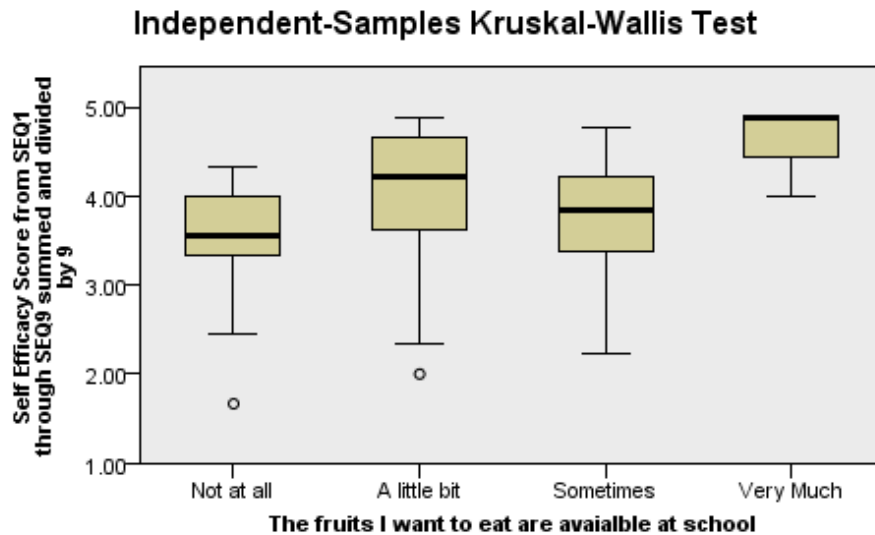 Independent-Samples Kruskal-Wallis Test
Self Efficacy Score from SEQ1
through SEQ9 summed and divided
by 9
5.00
4.00
3.00
2.00
1.00
Not at all
A little bit
Sometimes
Very Much
The fruits I want to eat are avaialble at school